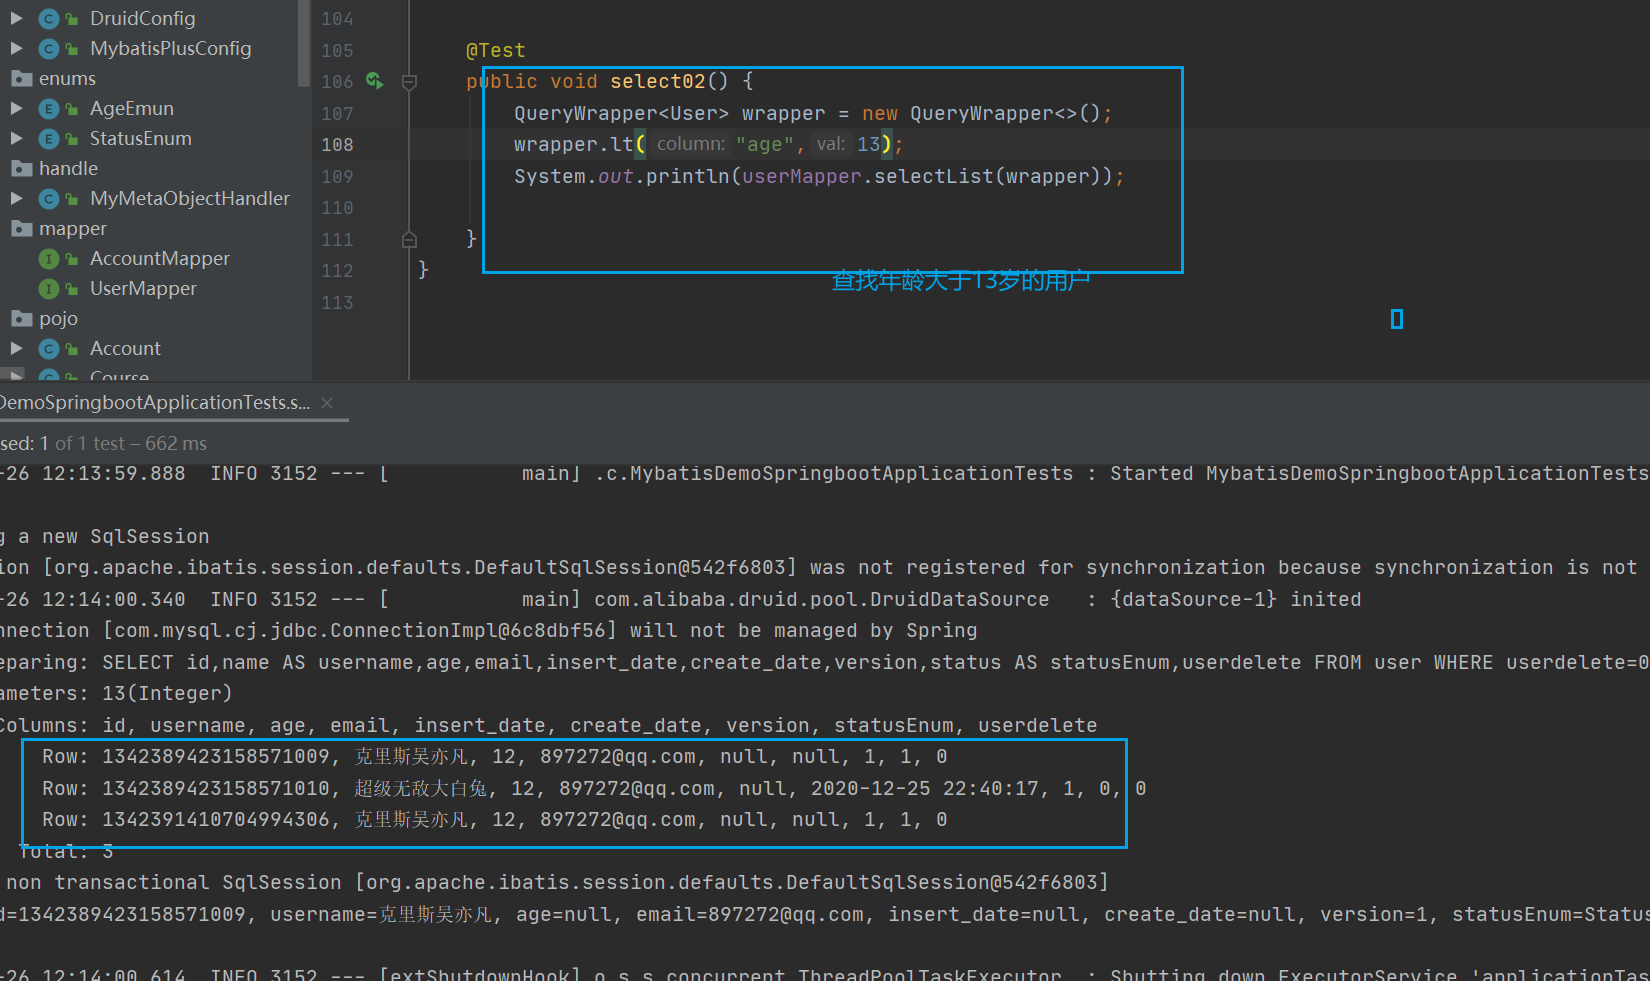 DruidConfig
MybatisPlusConfig
enums
AgeEmun
StatusEnum
handle
MyMetaObjectHandler
mapper
AccountMapper
UserMapper
pojo
Account
Course
104
105 @Test
106 public void select02() {
107 QueryWrapper<User> wrapper = new QueryWrapper<>();
108 wrapper.lt( column: "age", val: 13);
109 System.out.println(userMapper.selectList(wrapper));
110
111 }
112 }
113
查找年龄大于13岁的用户
DemoSpringbootApplicationTests.s... ×
sed: 1 of 1 test – 662 ms
-26 12:13:59.888 INFO 3152 --- [ main] .c.MybatisDemoSpringbootApplicationTests : Started MybatisDemoSpringbootApplicationTests
g a new SqlSession
ion [org.apache.ibatis.session.defaults.DefaultSqlSession@542f6803] was not registered for synchronization because synchronization is not
-26 12:14:00.340 INFO 3152 --- [ main] com.alibaba.druid.pool.DruidDataSource : {dataSource-1} inited
nnection [com.mysql.cj.jdbc.ConnectionImpl@6c8dbf56] will not be managed by Spring
eparing: SELECT id,name AS username,age,email,insert_date,create_date,version,status AS statusEnum,userdelete FROM user WHERE userdelete=0
ameters: 13(Integer)
Columns: id, username, age, email, insert_date, create_date, version, statusEnum, userdelete
Row: 1342389423158571009, 克里斯吴亦凡, 12, 897272@qq.com, null, null, 1, 1, 0
Row: 1342389423158571010, 超级无敌大白兔, 12, 897272@qq.com, null, 2020-12-25 22:40:17, 1, 0, 0
Row: 1342391410704994306, 克里斯吴亦凡, 12, 897272@qq.com, null, null, 1, 1, 0
Total: 3
non transactional SqlSession [org.apache.ibatis.session.defaults.DefaultSqlSession@542f6803]
d=1342389423158571009, username=克里斯吴亦凡, age=null, email=897272@qq.com, insert_date=null, create_date=null, version=1, statusEnum=Status
-26 12:14:00.614 INFO 3152 --- [extShutdownHook] o.s.s.concurrent.ThreadPoolTaskExecutor : Shutting down ExecutorService 'applicationTas